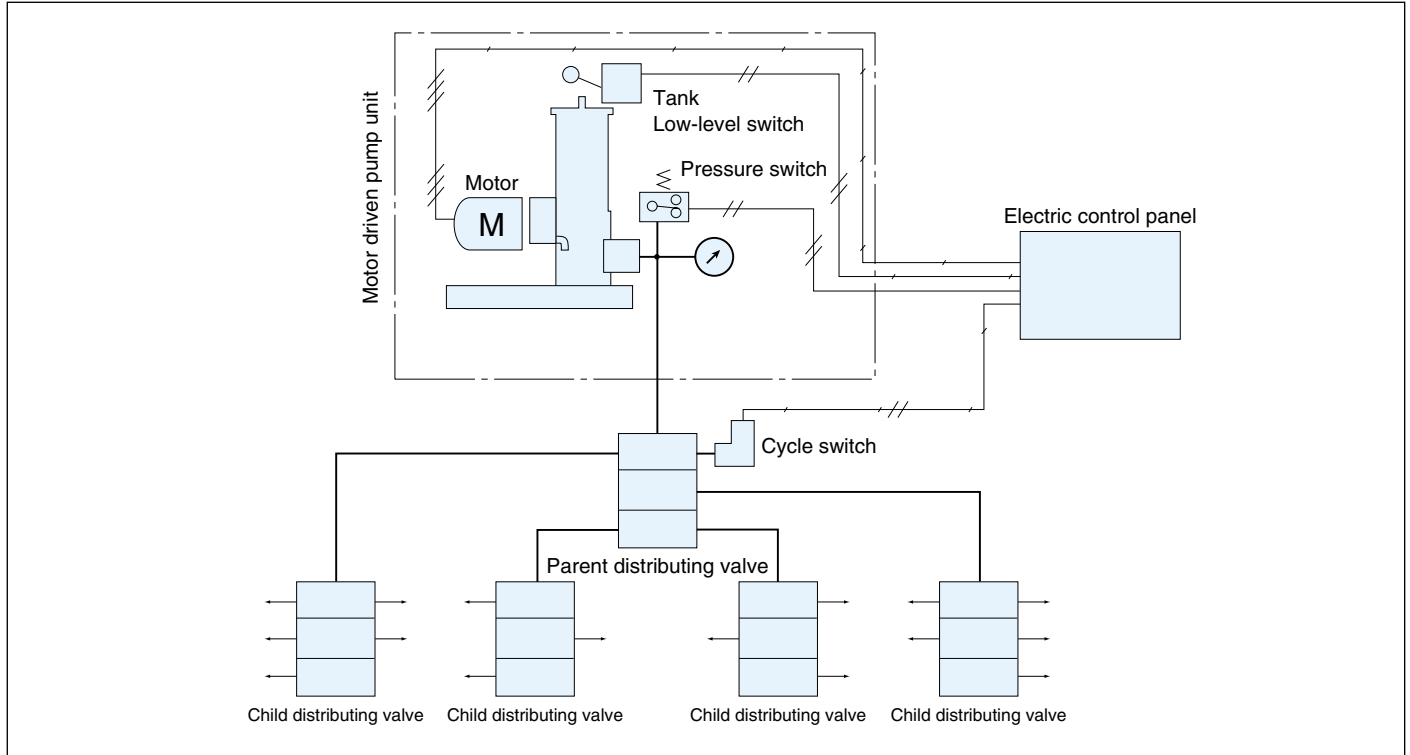 Motor driven pump unit
Tank
Low-level switch
Pressure switch
Motor
M
Electric control panel
Cycle switch
Parent distributing valve
Child distributing valve
Child distributing valve
Child distributing valve
Child distributing valve